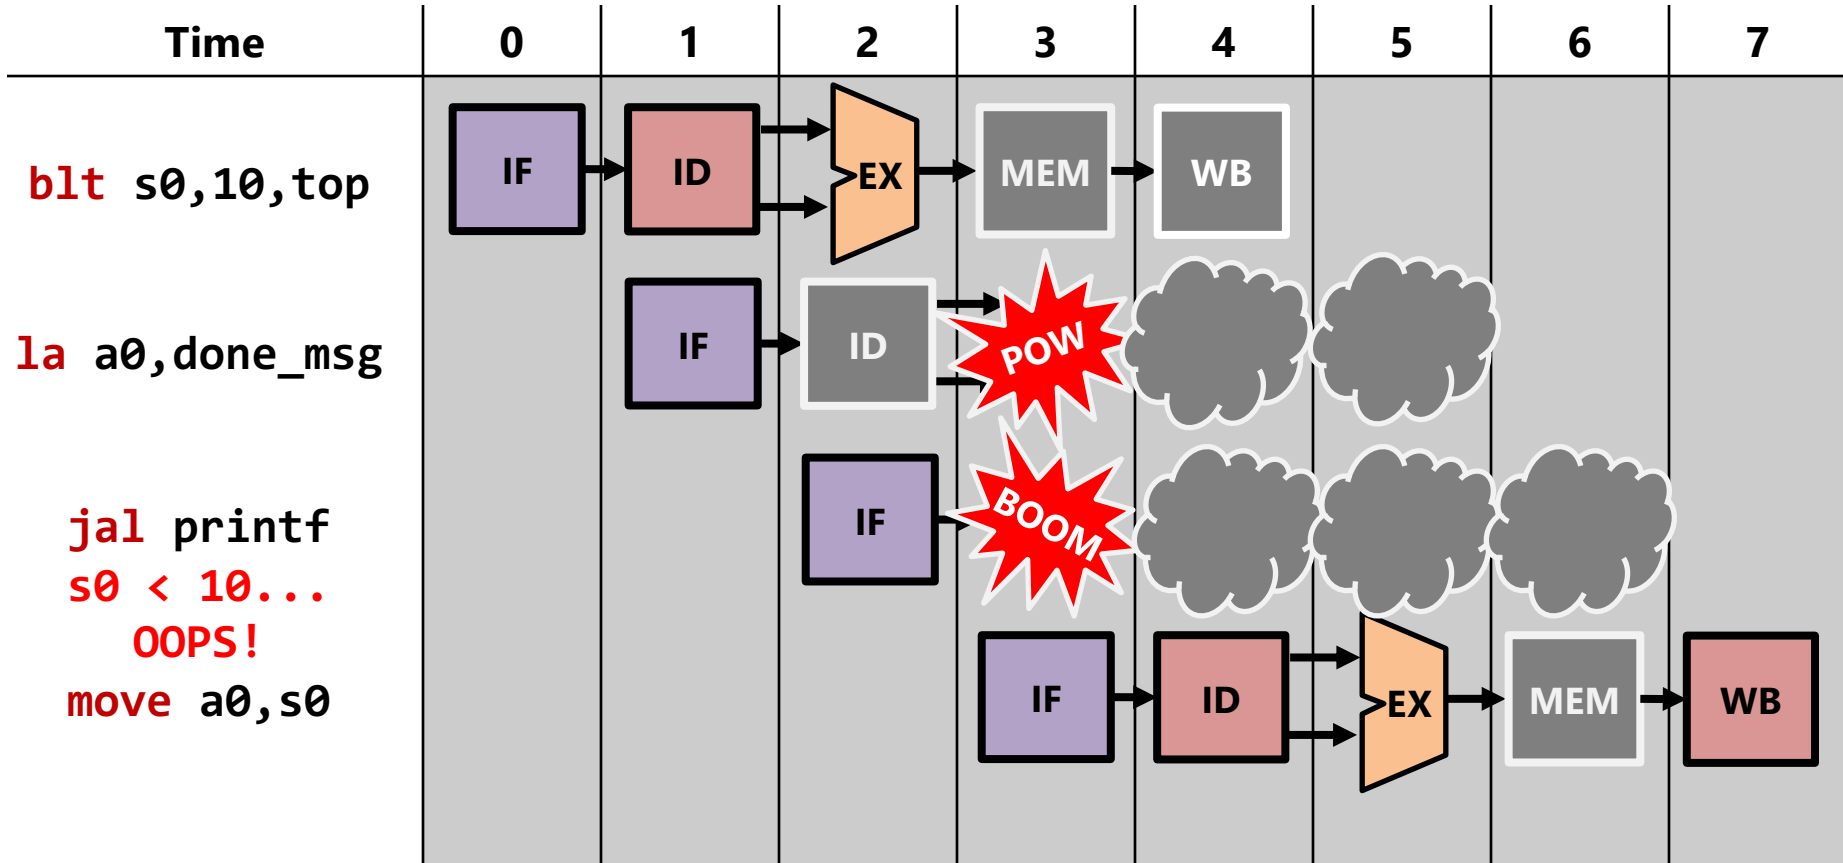 Time 0 1 2 3 4 5 6 7
blt s0,10,top IF ID EX MEM WB
la a0,done_msg IF ID POW
jal printf IF BOOM
s0 < 10...
OOPS!
move a0,s0 IF ID EX MEM WB